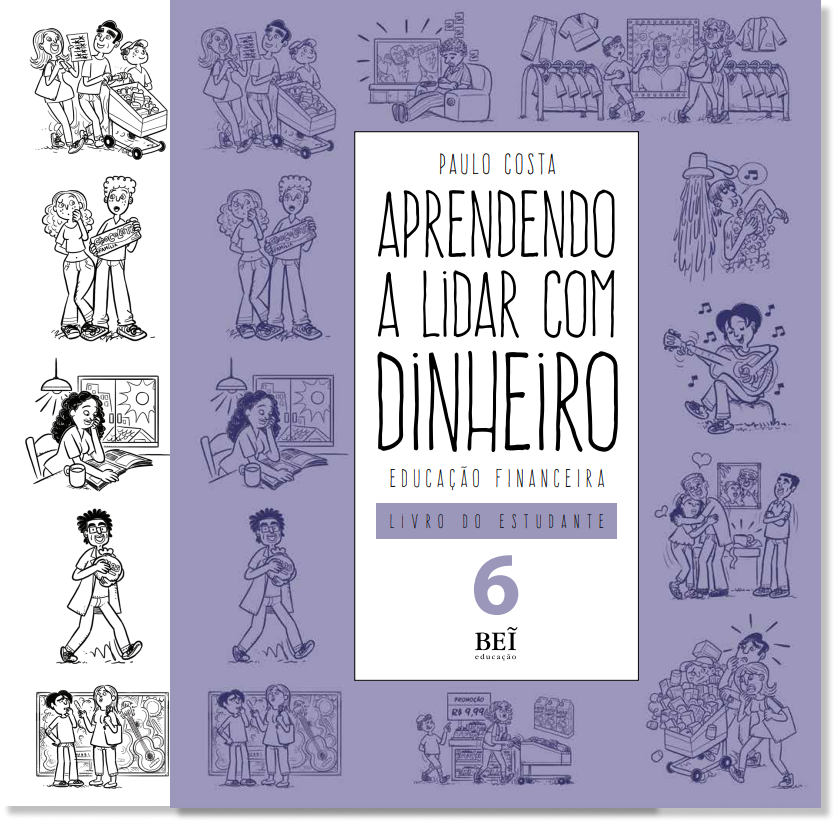 PAULO COSTA
APRENDENDO
A LiDAR COM
DiNHEiRO
EDUCAÇÃO FINANCEIRA
LIVRO DO ESTUDANTE
6
BEĨ
educação
PROMOÇÃO
R$ 9,99